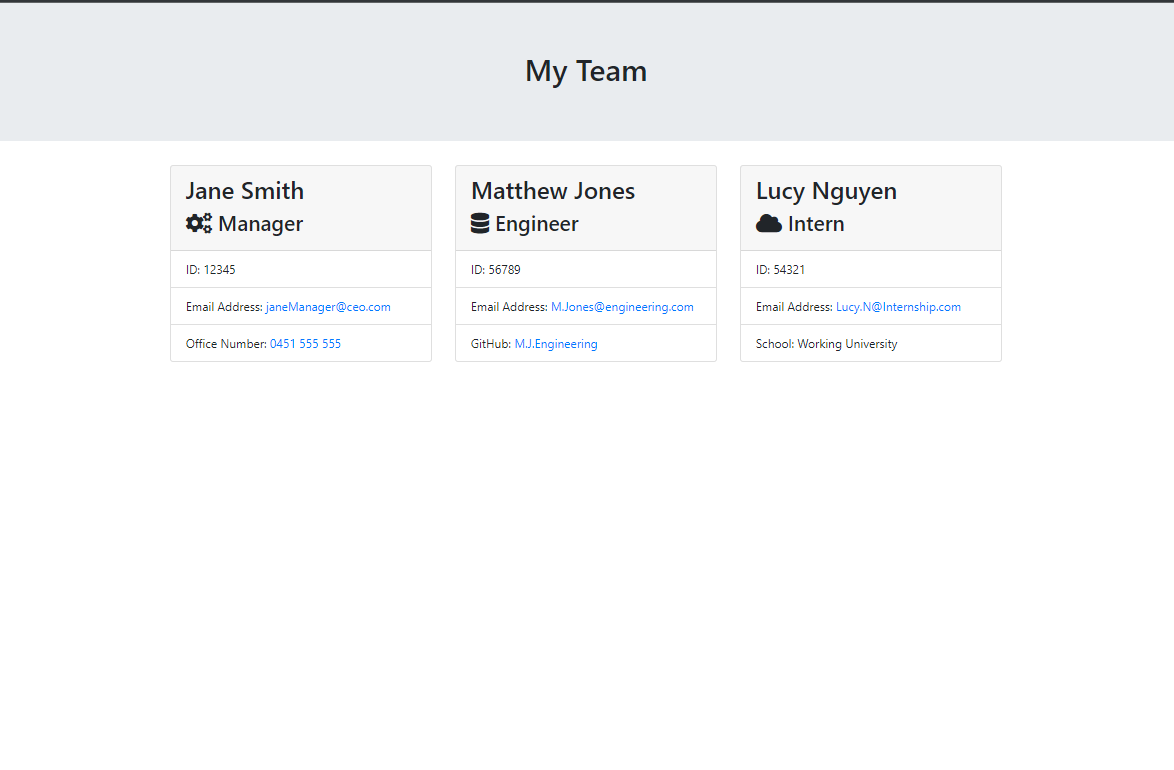 My Team
Jane Smith
Manager
ID: 12345
Email Address: janeManager@ceo.com
Office Number: 0451 555 555
Matthew Jones
Engineer
ID: 56789
Email Address: M.Jones@engineering.com
GitHub: M.J.Engineering
Lucy Nguyen
Intern
ID: 54321
Email Address: Lucy.N@Internship.com
School: Working University